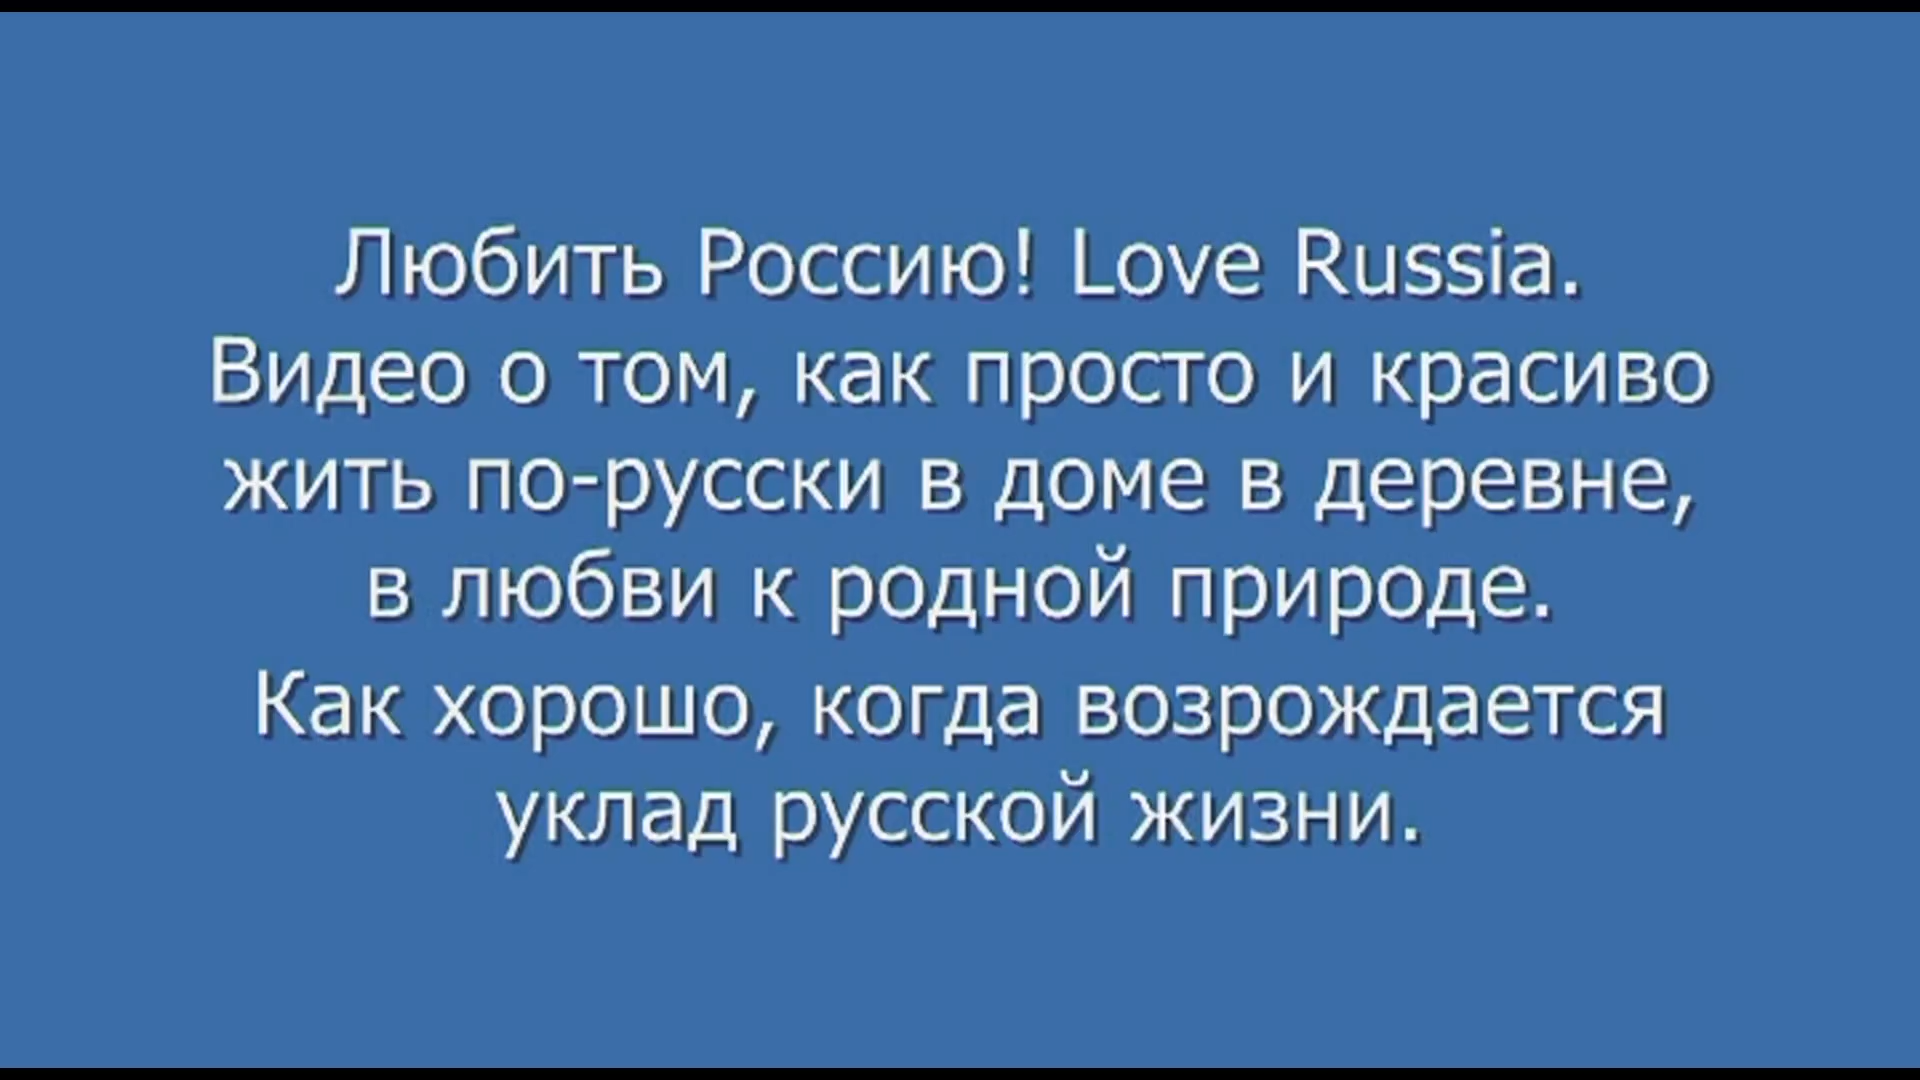 Любить Россию! Love Russia.
Видео о том, как просто и красиво
жить по-русски в доме в деревне,
в любви к родной природе.
Как хорошо, когда возрождается
уклад русской жизни.